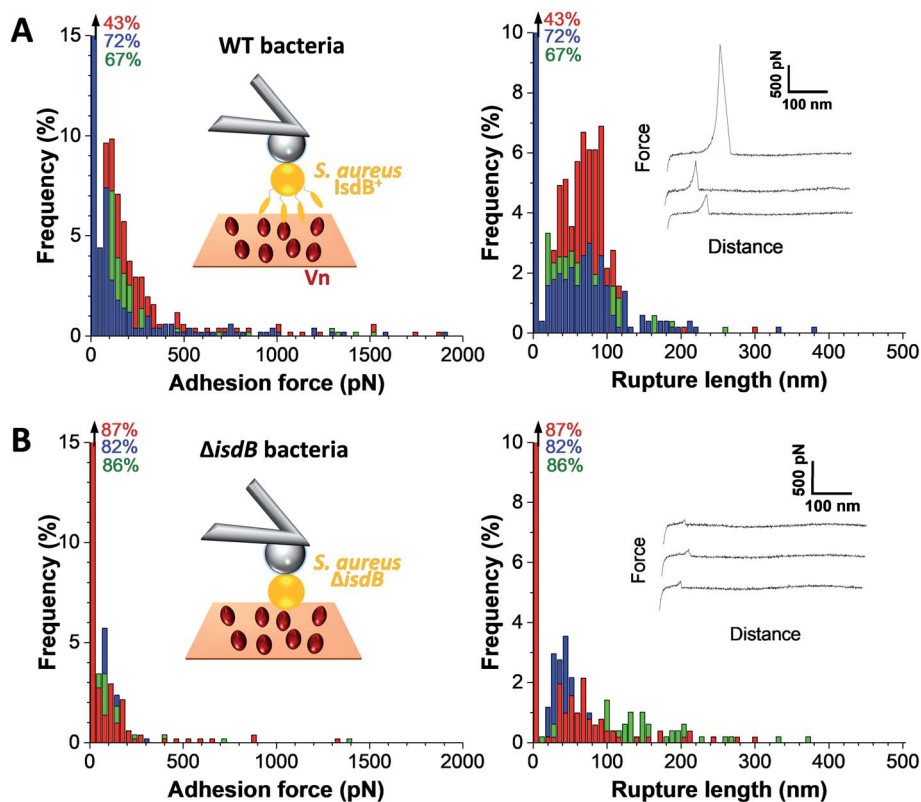 A
43%
72%
67%
WT bacteria
S. aureus
IsdB+
Vn
Frequency (%)
15
10
5
0
0 500 1000 1500 2000
Adhesion force (pN)
43%
72%
67%
500 pN
100 nm
Force
Distance
Frequency (%)
10
8
6
4
2
0
0 100 200 300 400 500
Rupture length (nm)
B
87%
82%
86%
ΔisdB bacteria
S. aureus
ΔisdB
Frequency (%)
15
10
5
0
0 500 1000 1500 2000
Adhesion force (pN)
87%
82%
86%
500 pN
100 nm
Force
Distance
Frequency (%)
10
8
6
4
2
0
0 100 200 300 400 500
Rupture length (nm)